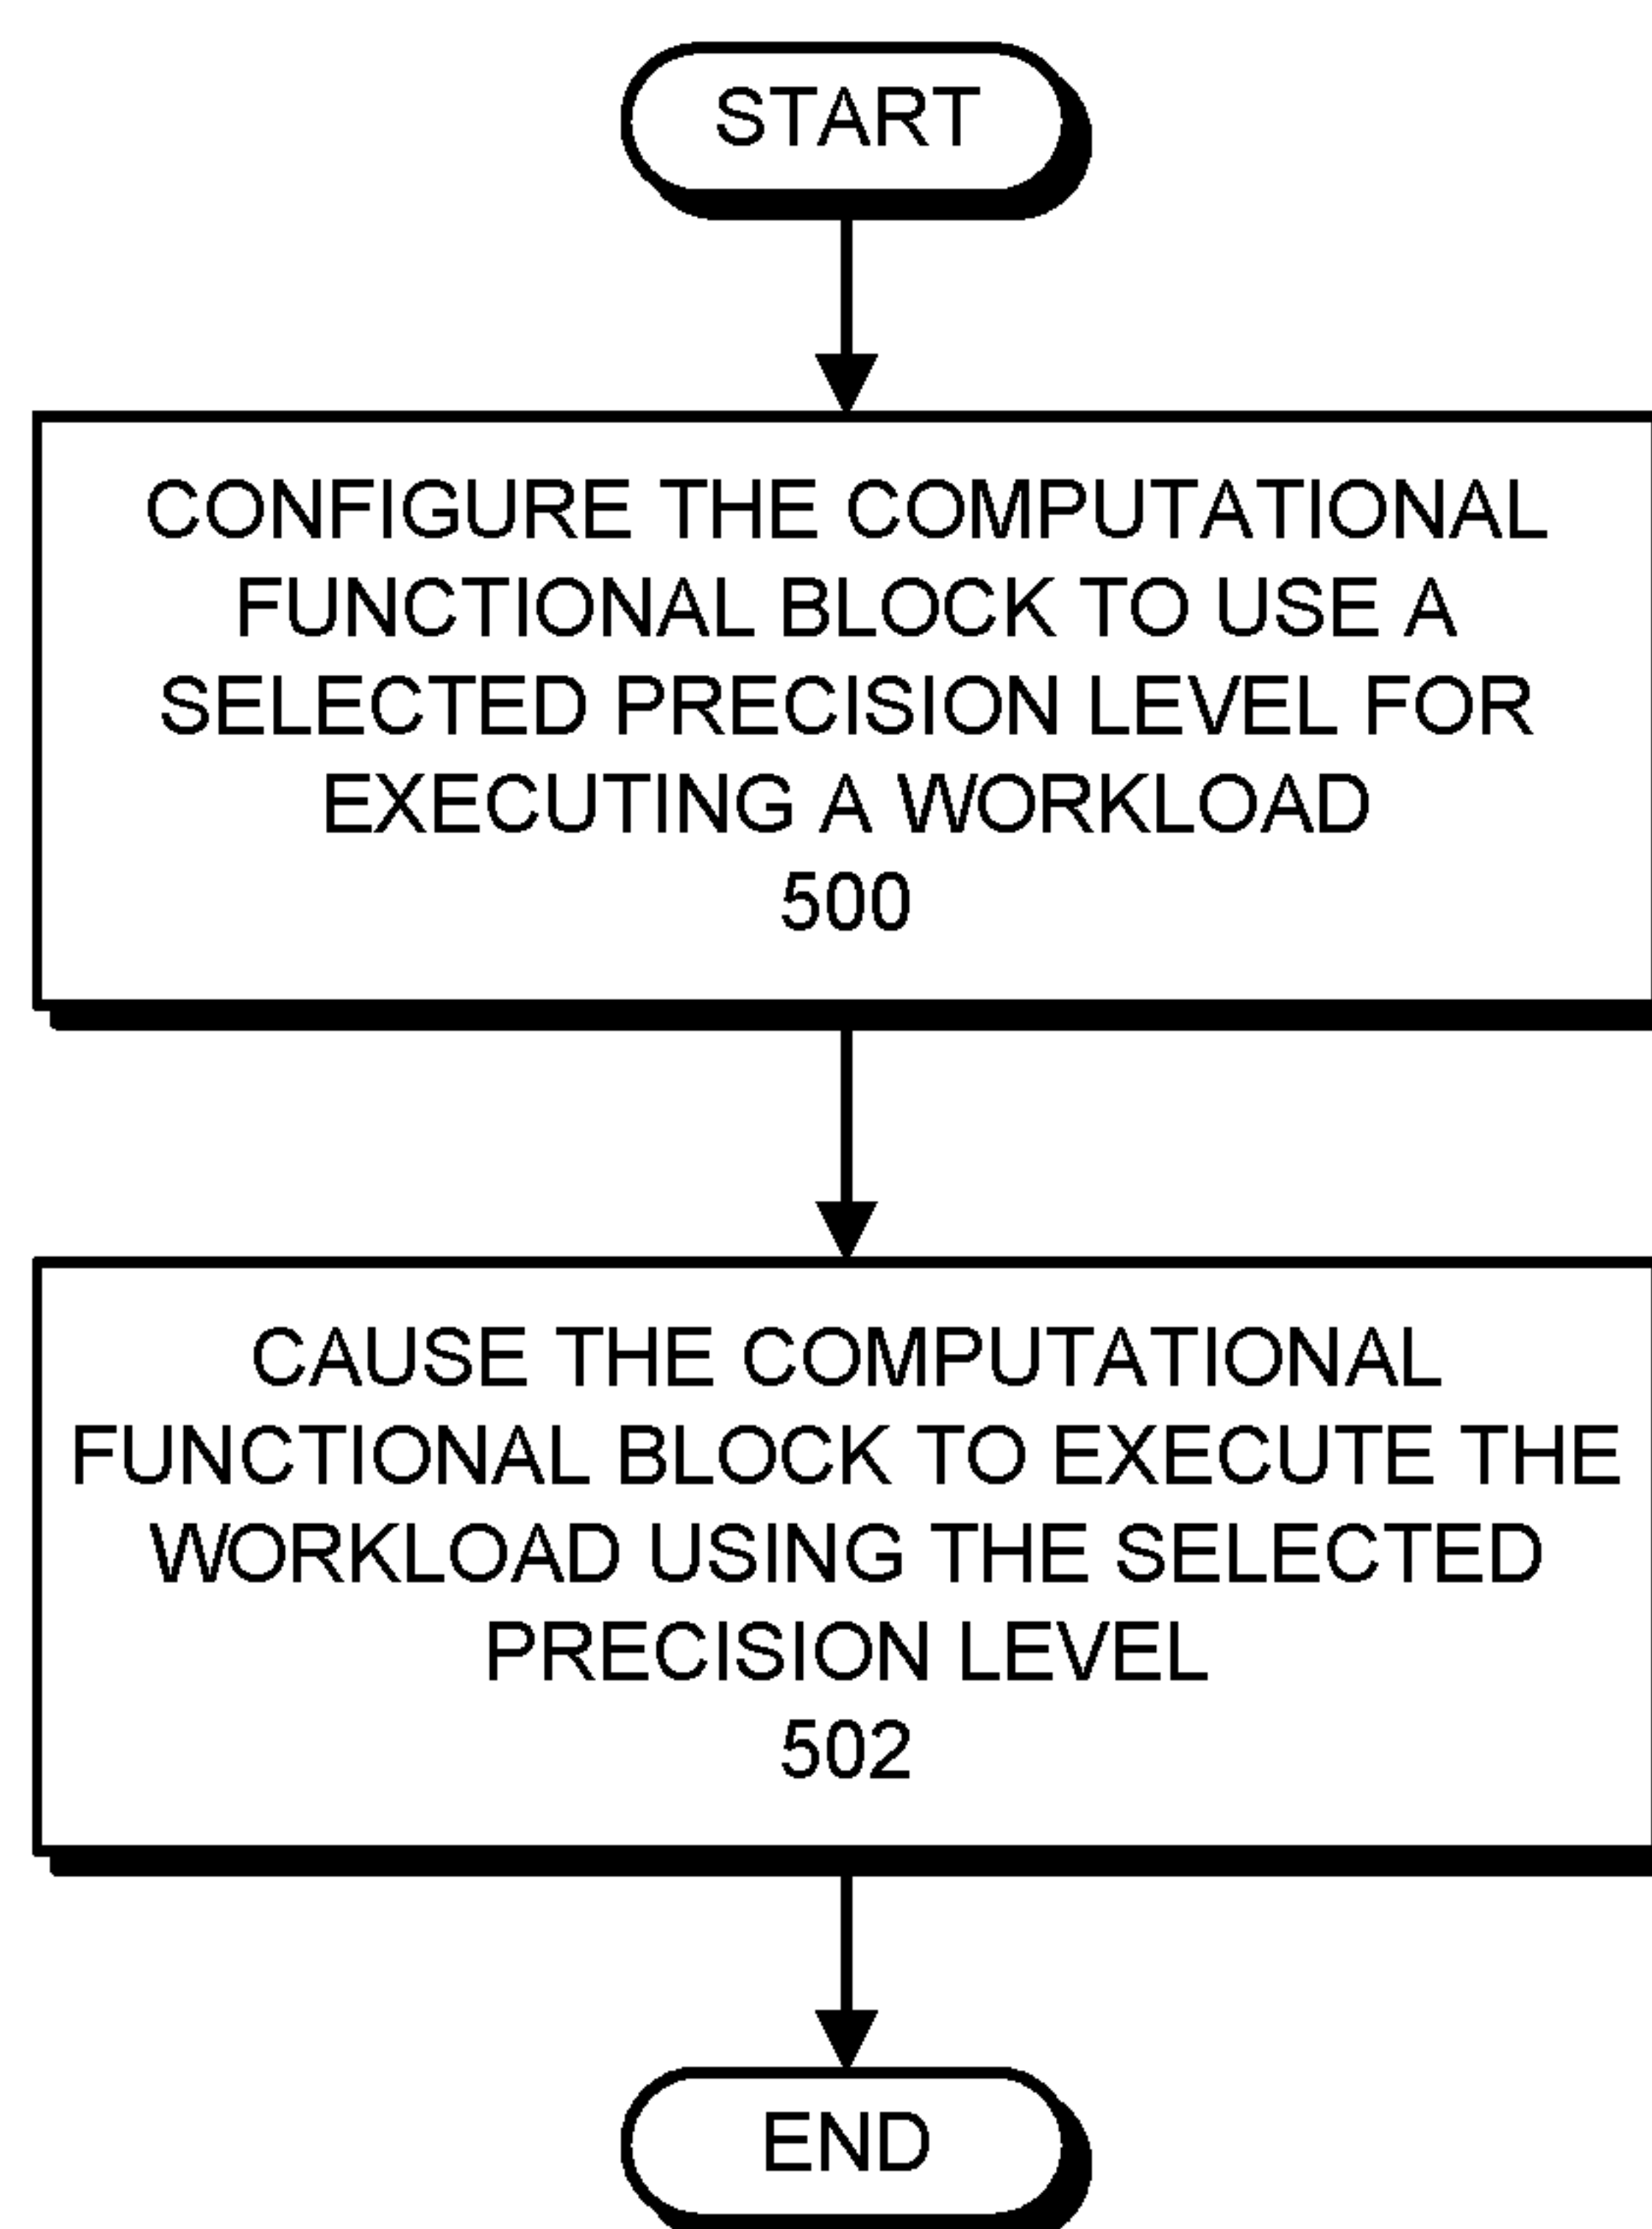 START
CONFIGURE THE COMPUTATIONAL
FUNCTIONAL BLOCK TO USE A
SELECTED PRECISION LEVEL FOR
EXECUTING A WORKLOAD
500
CAUSE THE COMPUTATIONAL
FUNCTIONAL BLOCK TO EXECUTE THE
WORKLOAD USING THE SELECTED
PRECISION LEVEL
502
END